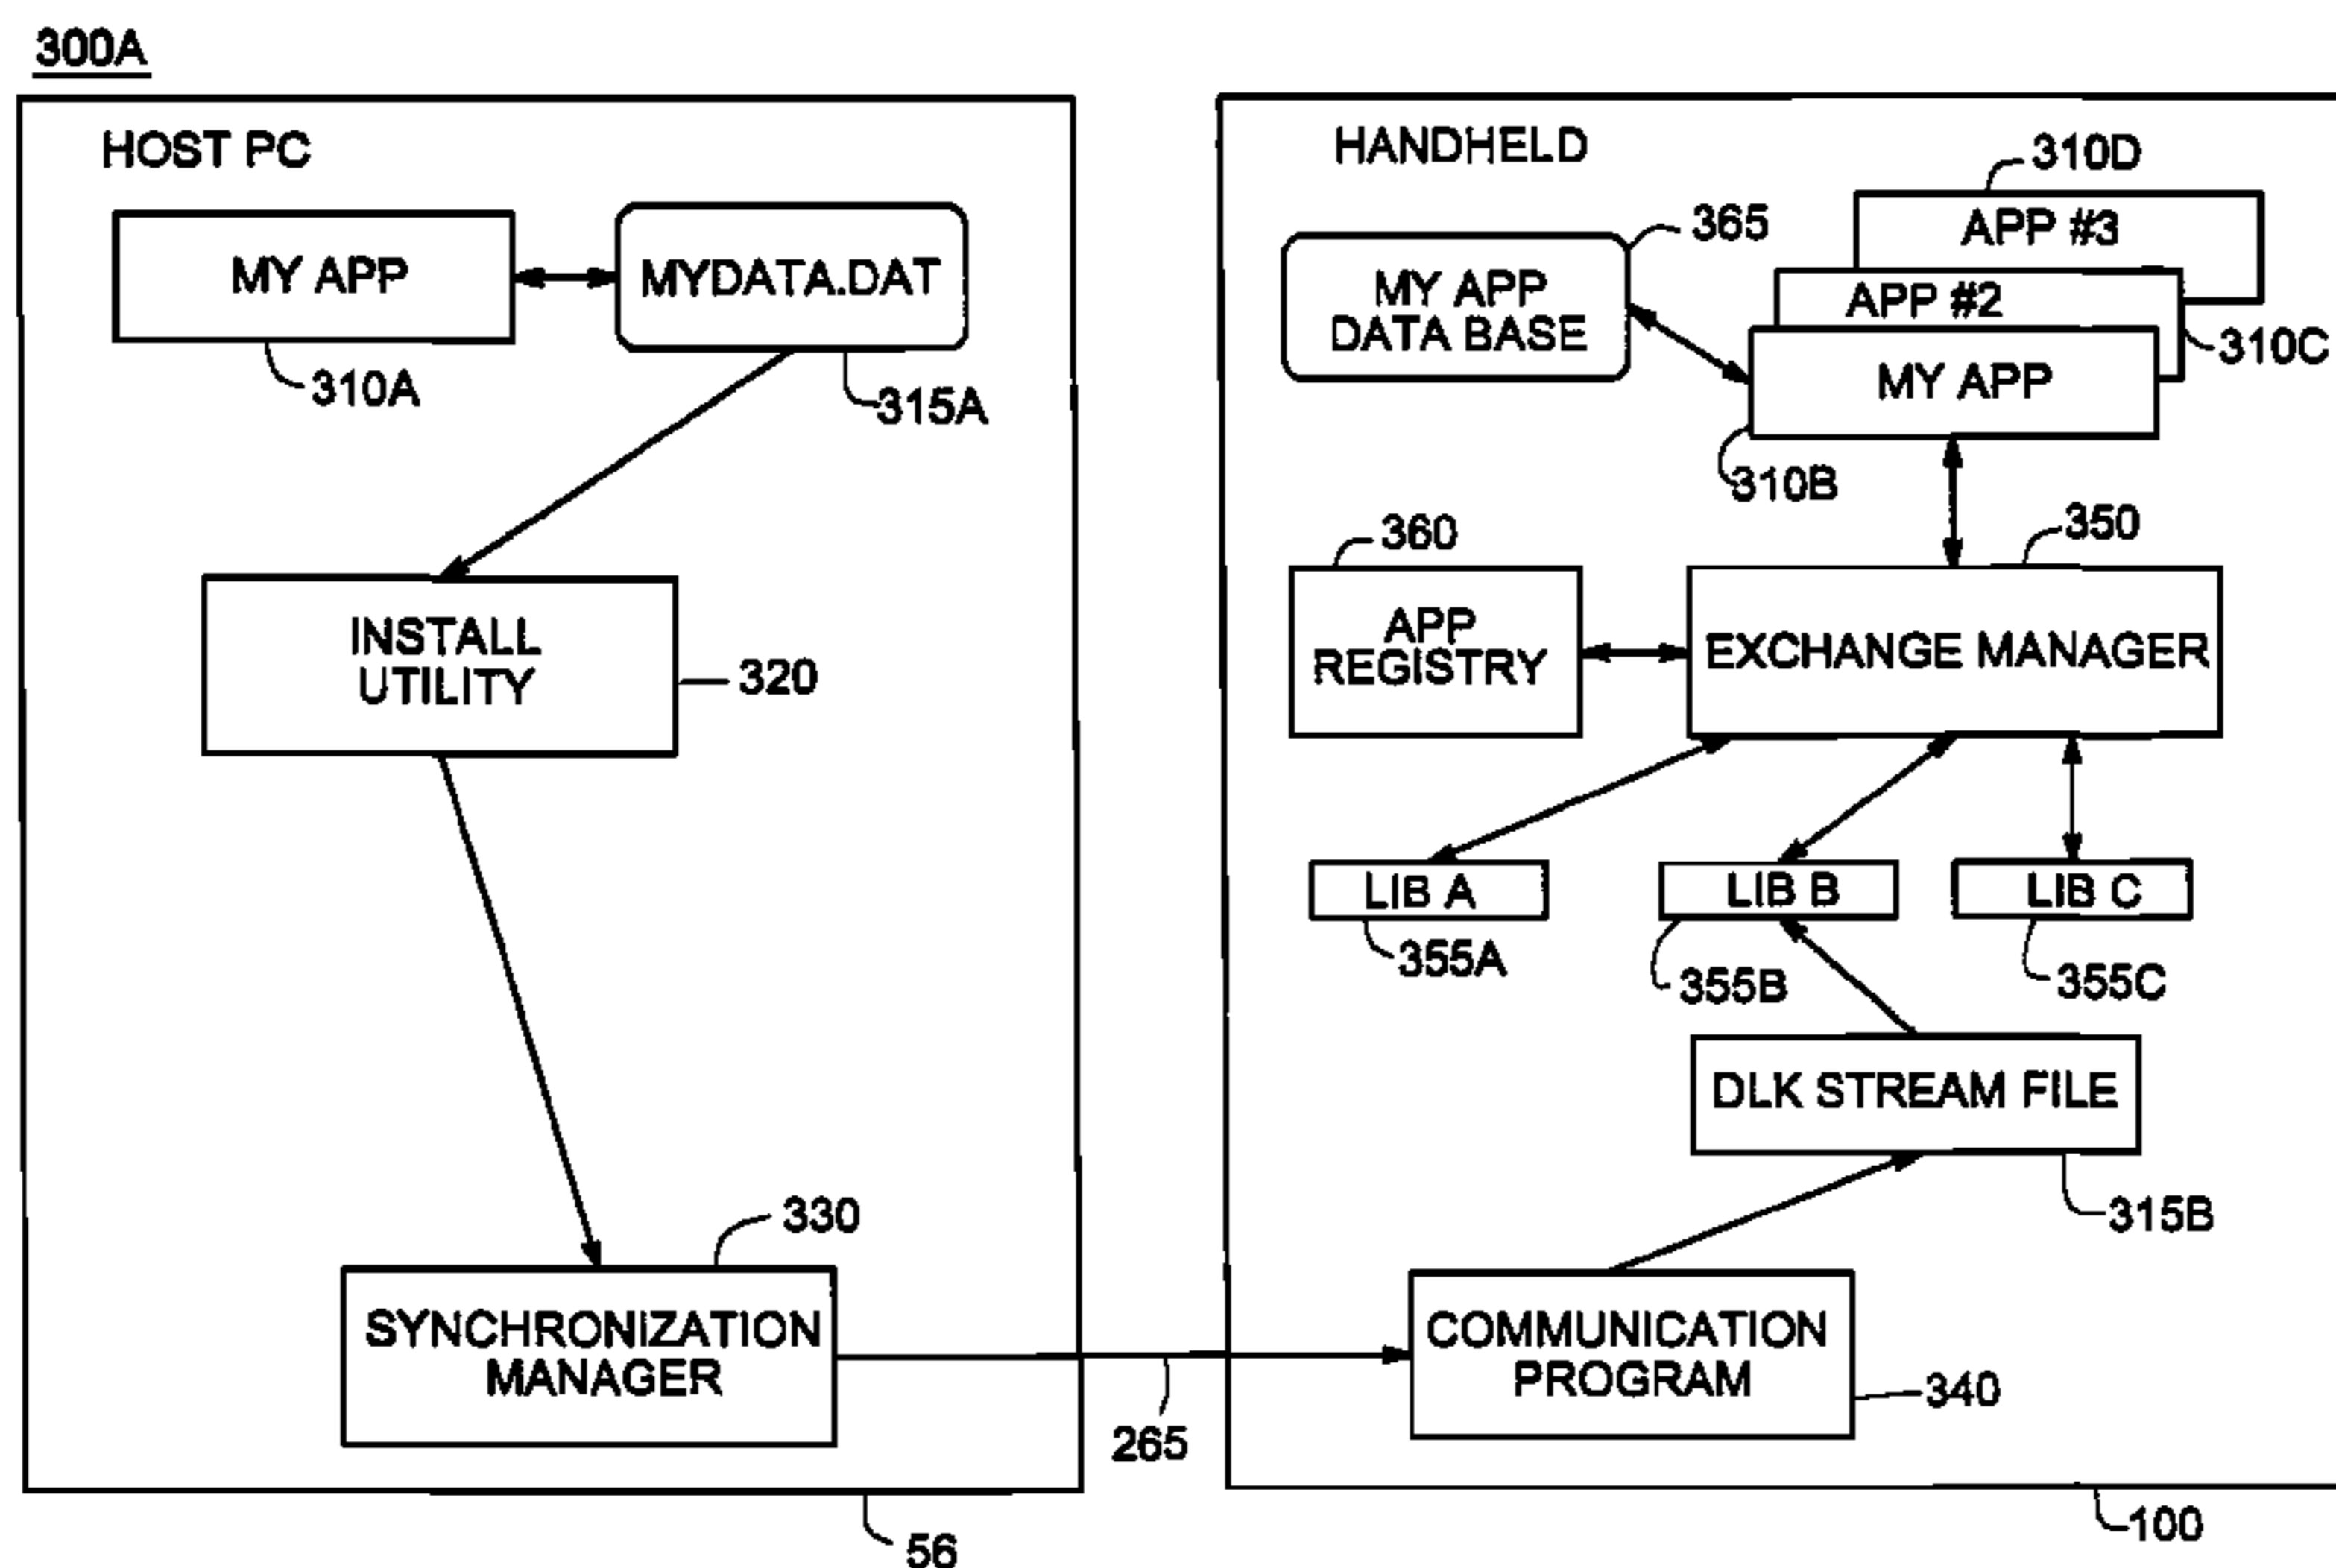 300A
HOST PC
MY APP
MYDATA.DAT
310A
315A
INSTALL
UTILITY
320
330
SYNCHRONIZATION
MANAGER
265
56
HANDHELD
310D
APP #3
365
MY APP
DATA BASE
APP #2
310C
MY APP
310B
360
350
APP
REGISTRY
EXCHANGE MANAGER
LIB A
LIB B
LIB C
355A
355B
355C
DLK STREAM FILE
315B
COMMUNICATION
PROGRAM
340
100